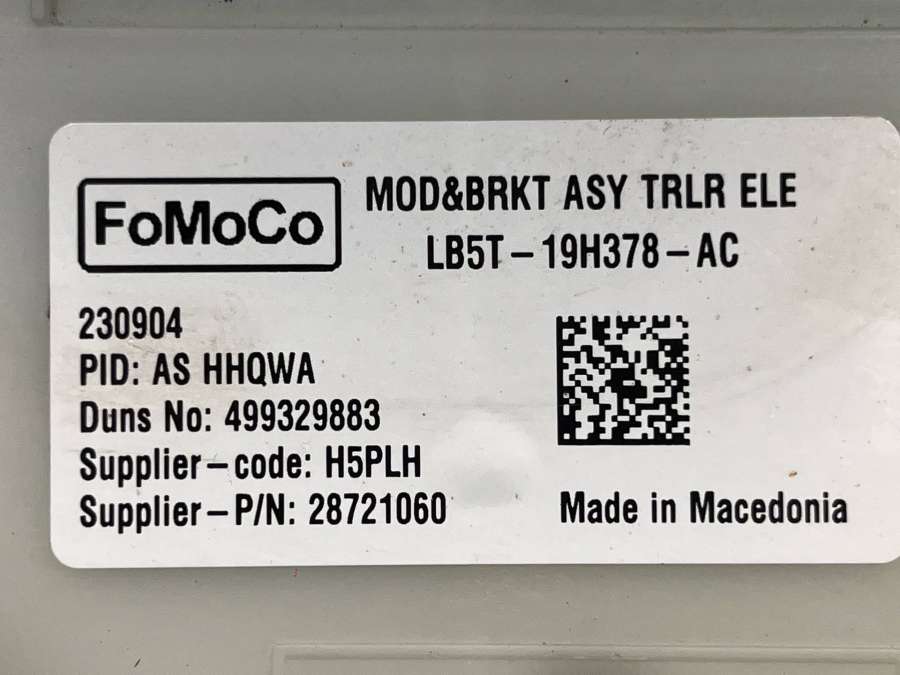 FoMoCo
MOD&BRKT ASY TRLR ELE
LB5T-19H378-AC
230904
PID: AS HHQWA
Duns No: 499329883
Supplier-code: H5PLH
Supplier-P/N: 28721060
Made in Macedonia